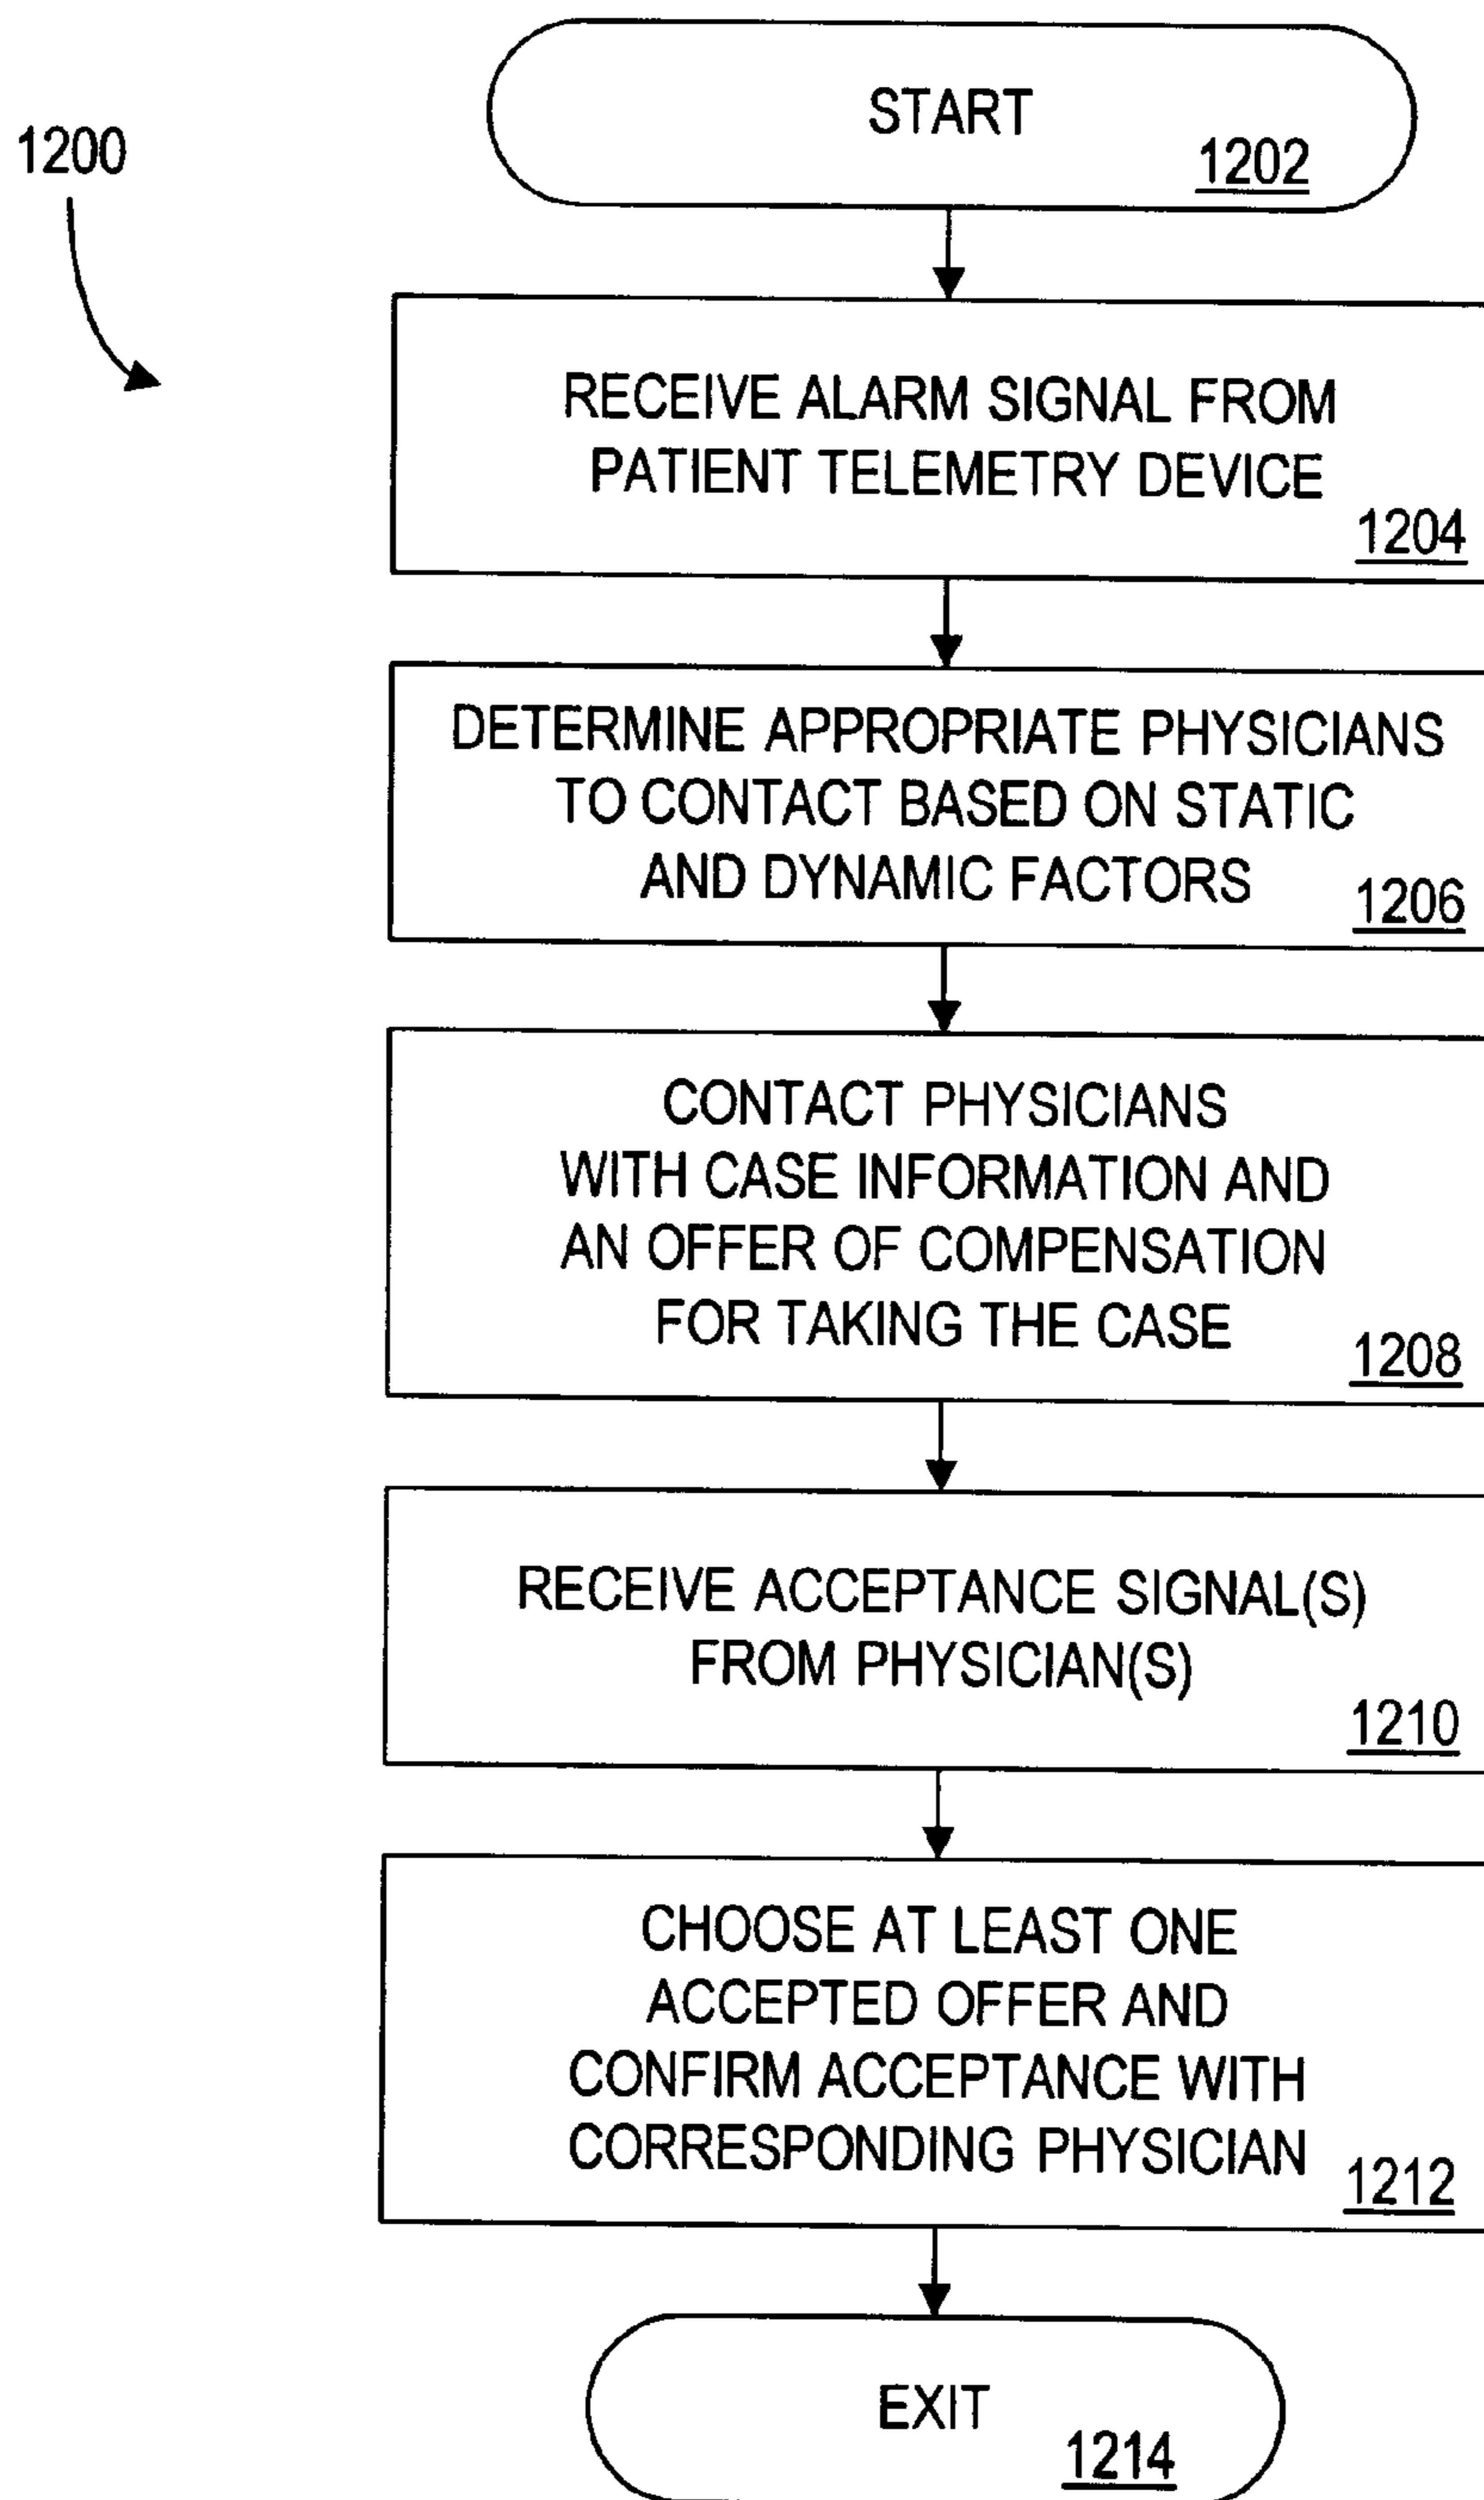 1200
START
1202
RECEIVE ALARM SIGNAL FROM
PATIENT TELEMETRY DEVICE
1204
DETERMINE APPROPRIATE PHYSICIANS
TO CONTACT BASED ON STATIC
AND DYNAMIC FACTORS
1206
CONTACT PHYSICIANS
WITH CASE INFORMATION AND
AN OFFER OF COMPENSATION
FOR TAKING THE CASE
1208
RECEIVE ACCEPTANCE SIGNAL(S)
FROM PHYSICIAN(S)
1210
CHOOSE AT LEAST ONE
ACCEPTED OFFER AND
CONFIRM ACCEPTANCE WITH
CORRESPONDING PHYSICIAN
1212
EXIT
1214